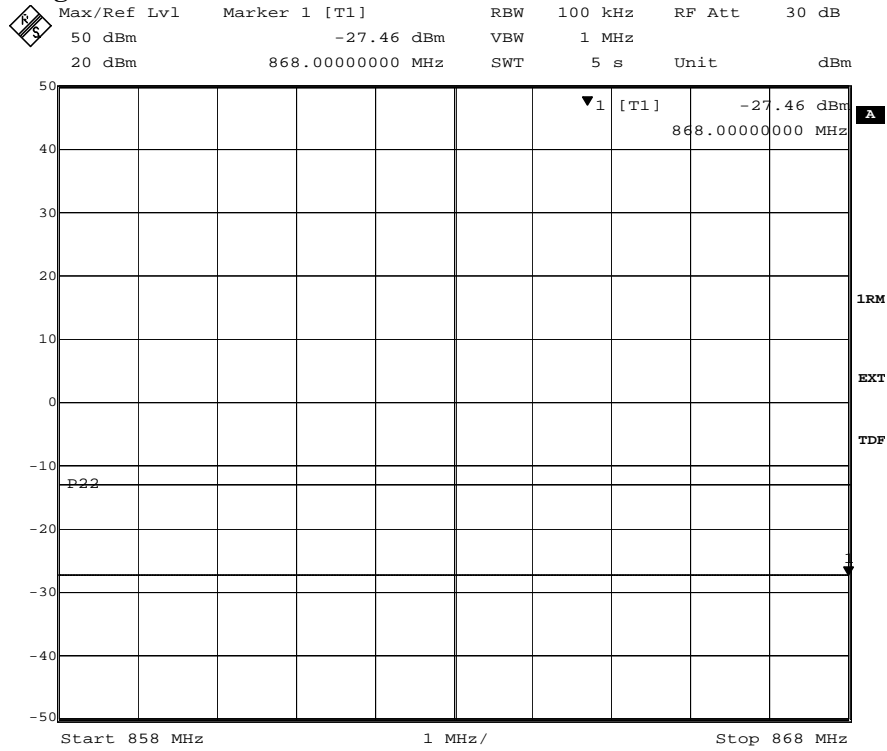 Max/Ref Lvl Marker 1 [T1] RBW 100 kHz RF Att 30 dB
50 dBm -27.46 dBm VBW 1 MHz
20 dBm 868.00000000 MHz SWT 5 s Unit dBm
R S
50
1 [T1] -27.46 dBm
A
868.00000000 MHz
40
30
20
1RM
10
EXT
0
TDF
-10
P22
-20
1
-30
-40
-50
Start 858 MHz 1 MHz/ Stop 868 MHz